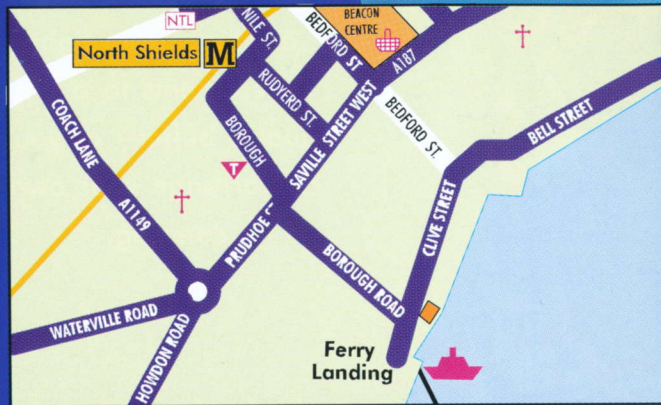 NTL
North Shields M
NILE ST.
BEDFORD ST
BEACON
CENTRE
A187
RUDYERD ST.
SAVILLE STREET WEST
BEDFORD ST.
BELL STREET
COACH LANE
A1149
BOROUGH
T
PRUDHOE ST
CLIVE STREET
BOROUGH ROAD
WATERVILLE ROAD
HOWDON ROAD
Ferry
Landing